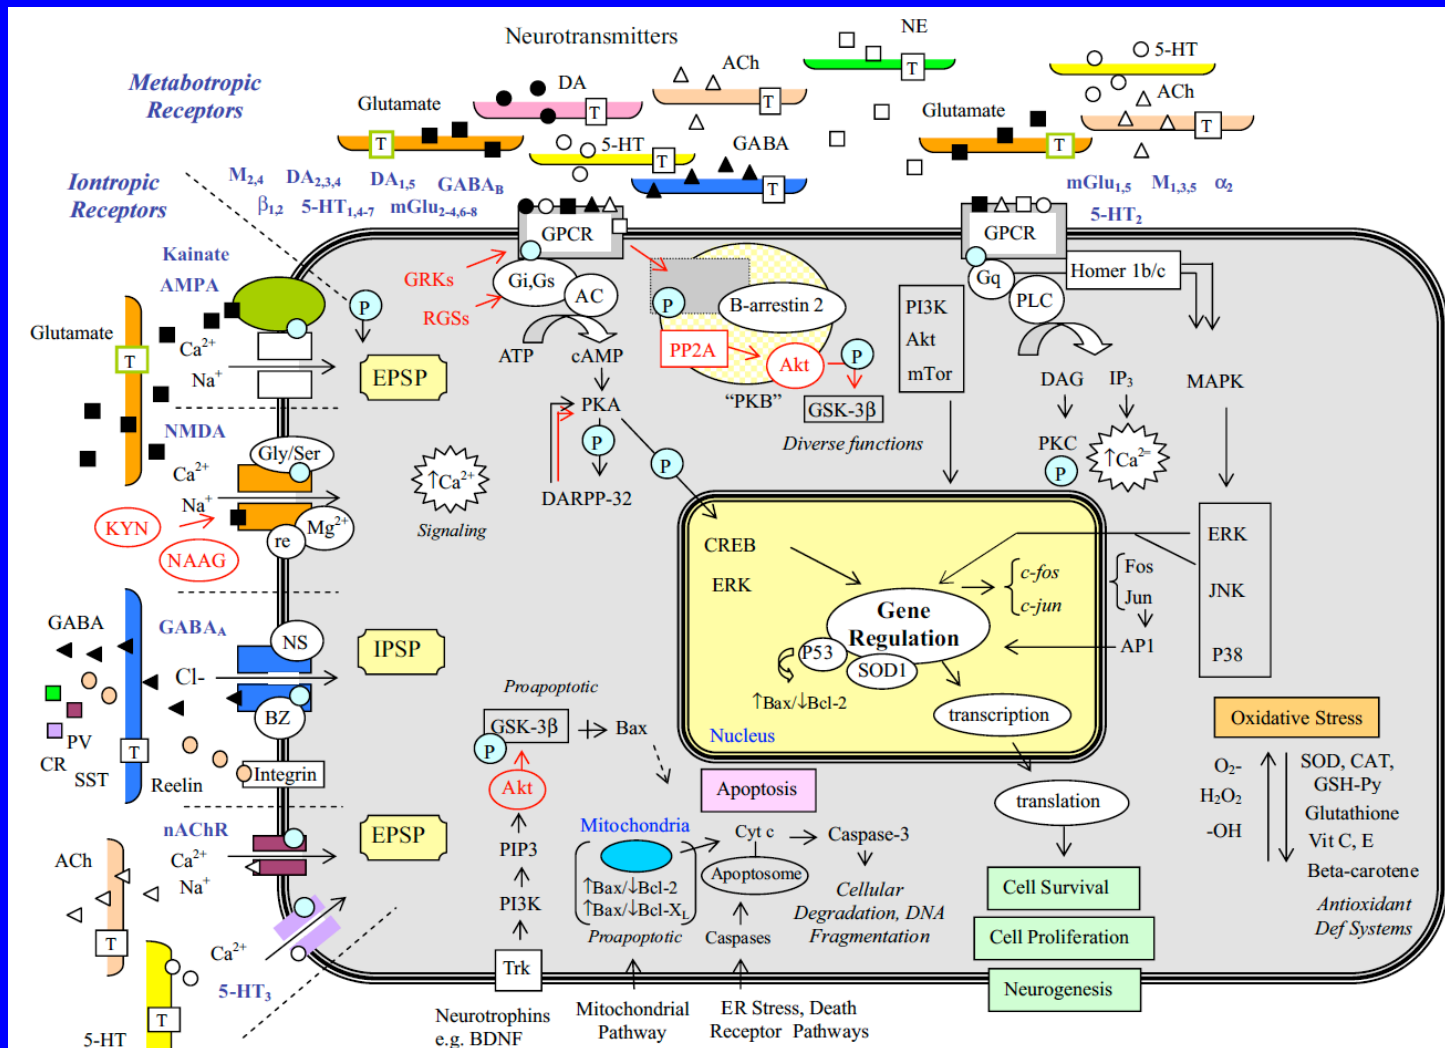 Neurotransmitters
NE
5-HT
ACh
DA
Metabotropic
Receptors
Glutamate
T
T
T
T
Glutamate
ACh
T
T
5-HT
T
GABA
T
Iontropic
Receptors
M2,4 DA2,3,4 DA1,5 GABAB
β1,2 5-HT1,4-7 mGlu2-4,6-8
mGlu1,5 M1,3,5 α2
5-HT2
GPCR
GPCR
Kainate
AMPA
GRKs
Gi,Gs
AC
RGSs
P
P
B-arrestin 2
Gq
Homer 1b/c
PLC
PI3K
Akt
mTor
Glutamate
T
Ca2+
Na+
EPSP
ATP
cAMP
PP2A
Akt
P
"PKB"
GSK-3β
Diverse functions
DAG
IP3
MAPK
PKA
P
P
DARPP-32
PKC
P
↑Ca2=
NMDA
Gly/Ser
Ca2+
Na+
↑Ca2+
Signaling
KYN
NAAG
Mg2+
re
CREB
ERK
c-fos
c-jun
Fos
Jun
AP1
ERK
JNK
P38
Gene
Regulation
P53
SOD1
↑Bax/↓Bcl-2
transcription
Nucleus
GABA
GABAA
NS
Cl-
IPSP
BZ
PV
CR
SST
T
Reelin
Integrin
Proapoptotic
GSK-3β
P
Bax
Akt
PIP3
PI3K
Trk
Neurotrophins
e.g. BDNF
Apoptosis
Mitochondria
↑Bax/↓Bcl-2
↑Bax/↓Bcl-XL
Proapoptotic
Mitochondrial
Pathway
Cyt c
Caspase-3
Apoptosome
Caspases
Cellular
Degradation, DNA
Fragmentation
ER Stress, Death
Receptor Pathways
translation
Cell Survival
Cell Proliferation
Neurogenesis
Oxidative Stress
O2-
H2O2
-OH
SOD, CAT,
GSH-Py
Glutathione
Vit C, E
Beta-carotene
Antioxidant
Def Systems
nAChR
ACh
Ca2+
Na+
EPSP
T
Ca2+
5-HT3
T
5-HT